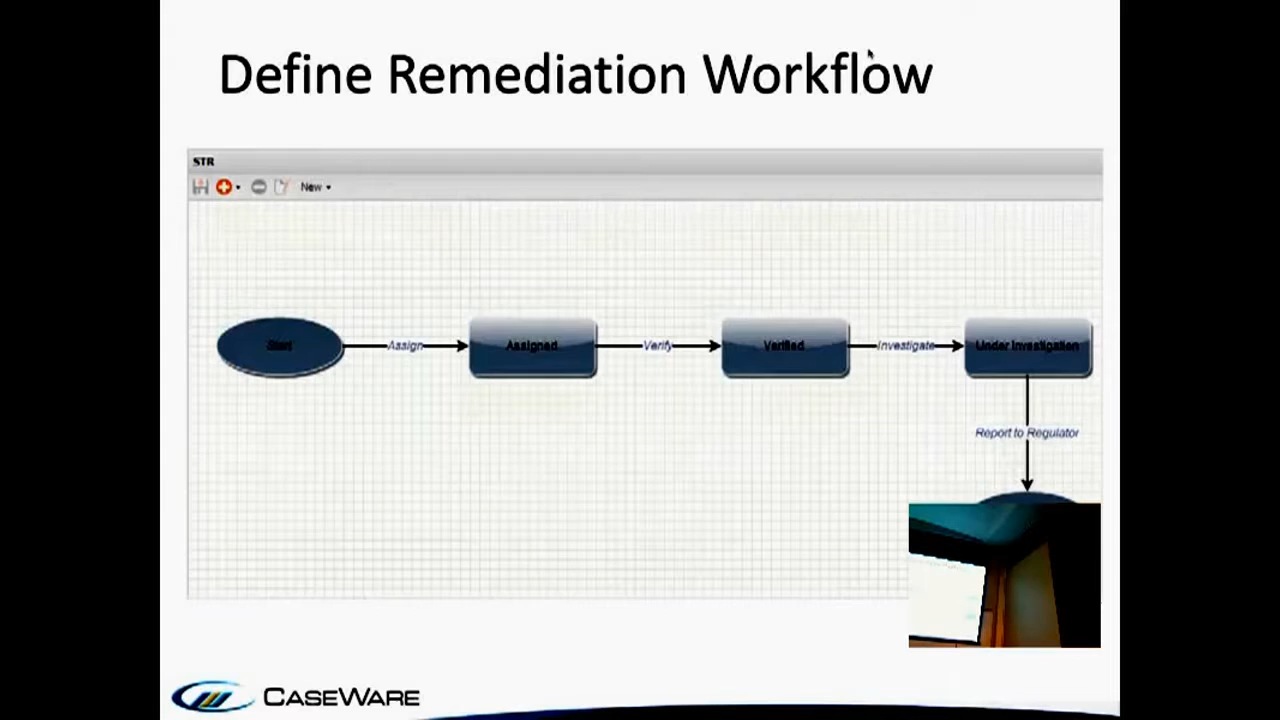 Define Remediation Workflow
STR
New
Start
Assign
Assigned
Verify
Verified
Investigate
Under Investigation
Report to Regulator
CASEWARE